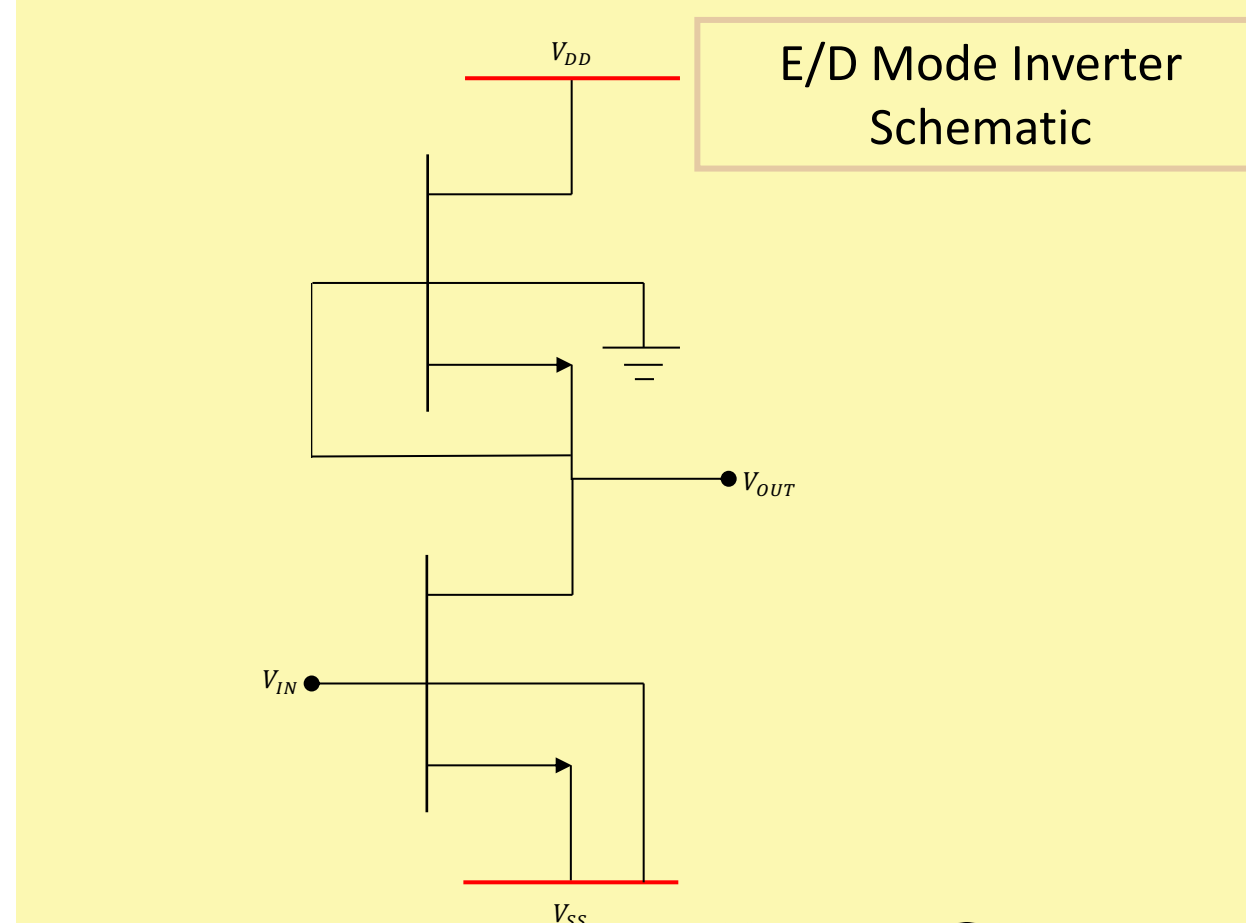 V_DD
E/D Mode Inverter
Schematic
V_OUT
V_IN
V_SS